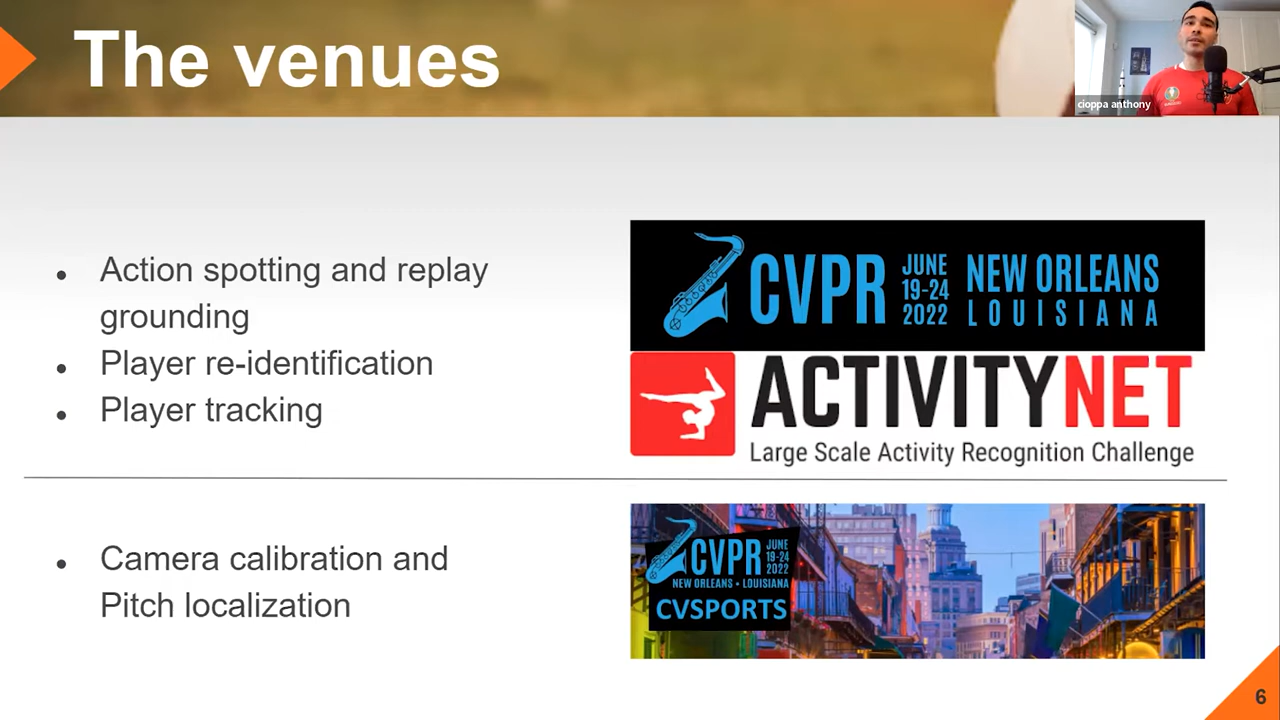 The venues
cioppa anthony
Action spotting and replay
grounding
Player re-identification
Player tracking
CVPR
JUNE
19-24
2022
NEW ORLEANS
LOUISIANA
ACTIVITYNET
Large Scale Activity Recognition Challenge
Camera calibration and
Pitch localization
CVPR
JUNE
19-24
2022
NEW ORLEANS • LOUISIANA
CVSPORTS
6